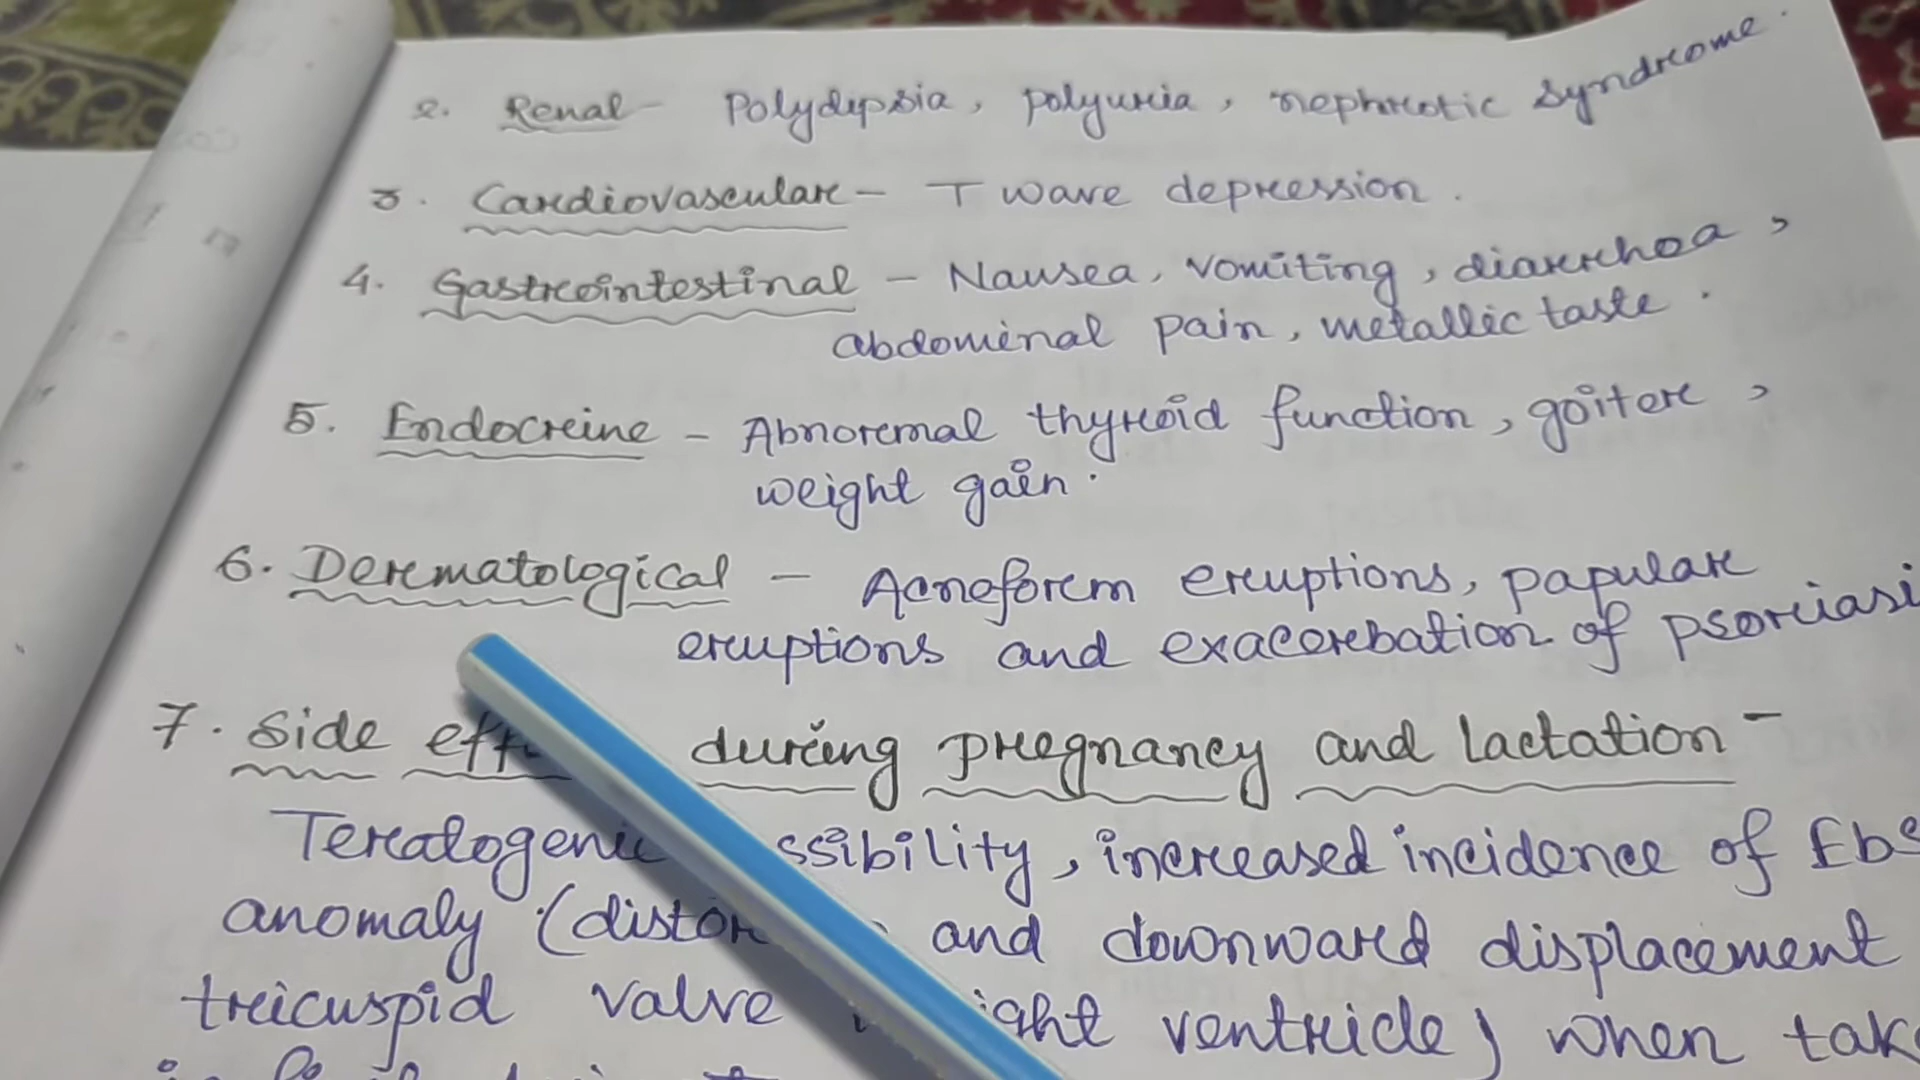 2. Renal - Polydipsia, polyuria, nephrotic syndrome.
3. Cardiovascular - T wave depression.
4. Gastrointestinal - Nausea, vomiting, diarrhoea,
abdominal pain, metallic taste.
5. Endocrine - Abnormal thyroid function, goiter,
weight gain.
6. Dermatological - Acneform eruptions, papular
eruptions and exacerbation of psoriasi
7. Side eff during pregnancy and lactation -
Teratogenic ssibility, increased incidence of Ebs
anomaly (distor and downward displacement
tricuspid valve ight ventricle) when tak